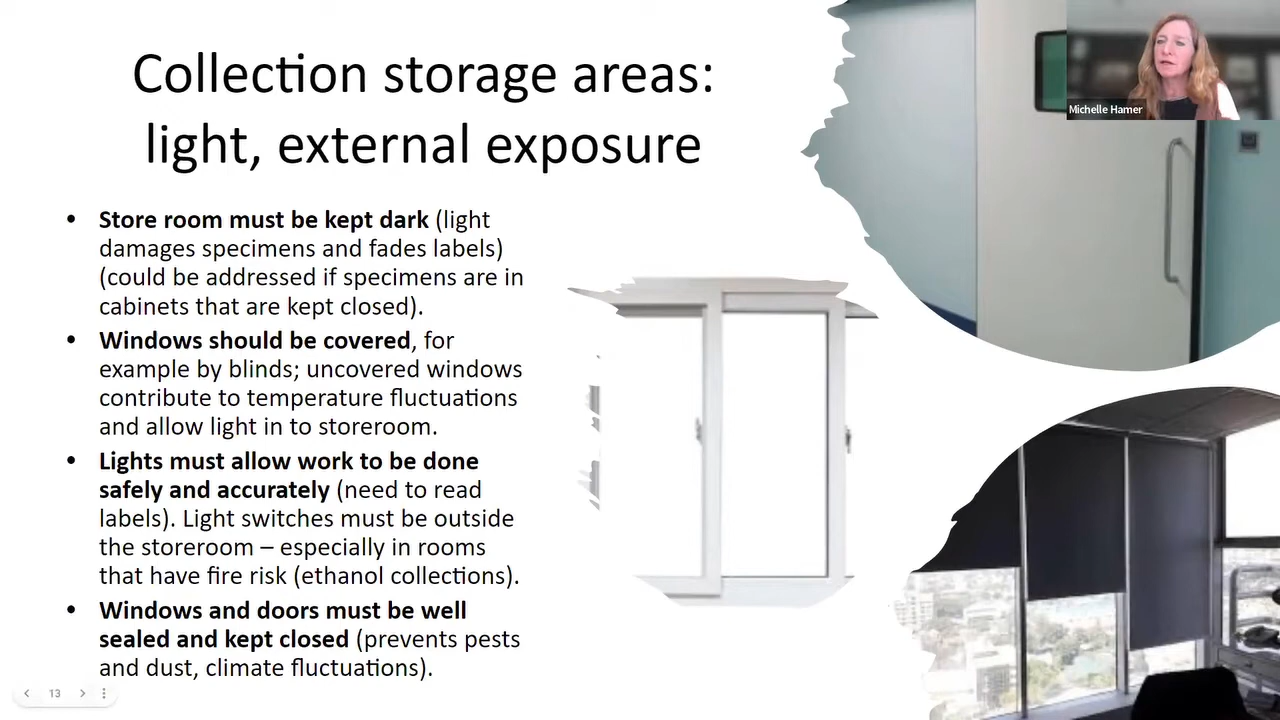 Collection storage areas:
light, external exposure
• Store room must be kept dark (light
damages specimens and fades labels)
(could be addressed if specimens are in
cabinets that are kept closed).
• Windows should be covered, for
example by blinds; uncovered windows
contribute to temperature fluctuations
and allow light in to storeroom.
• Lights must allow work to be done
safely and accurately (need to read
labels). Light switches must be outside
the storeroom – especially in rooms
that have fire risk (ethanol collections).
• Windows and doors must be well
sealed and kept closed (prevents pests
and dust, climate fluctuations).
Michelle Hamer
13